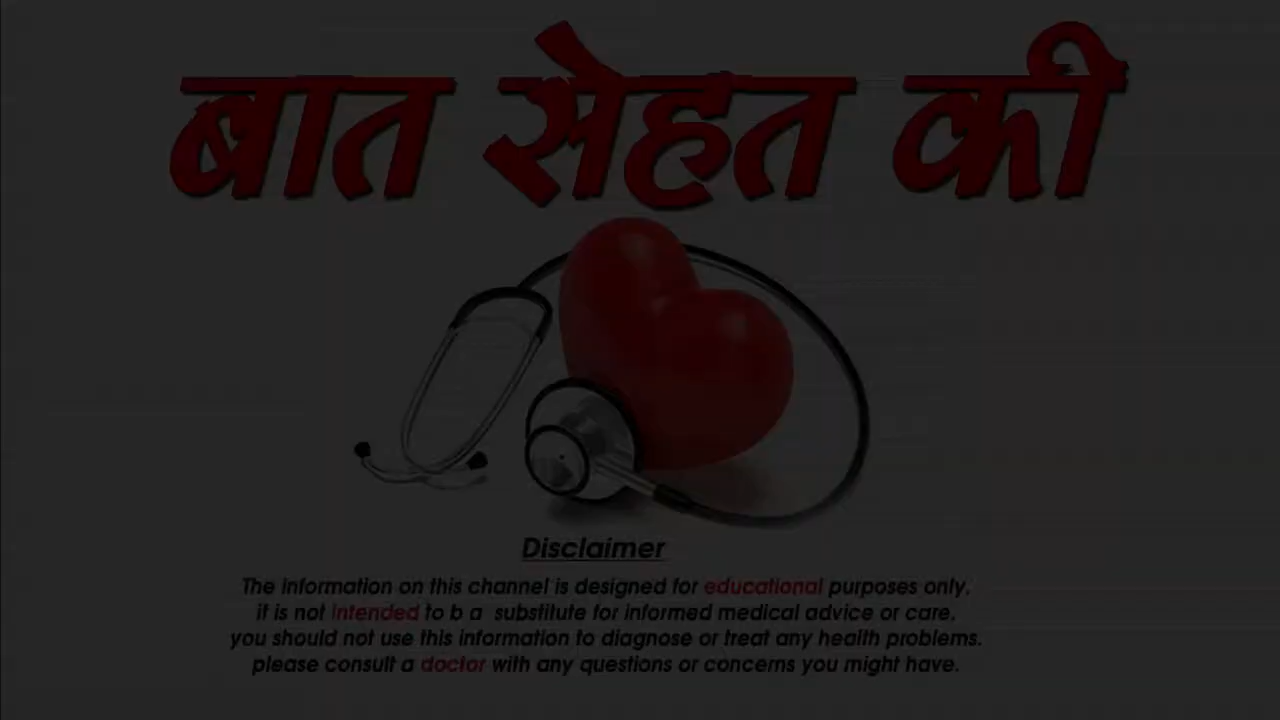 बात सेहत की
Disclaimer
The information on this channel is designed for educational purposes only,
it is not intended to b a substitute for informed medical advice or care,
you should not use this information to diagnose or treat any health problems.
please consult a doctor with any questions or concerns you might have.